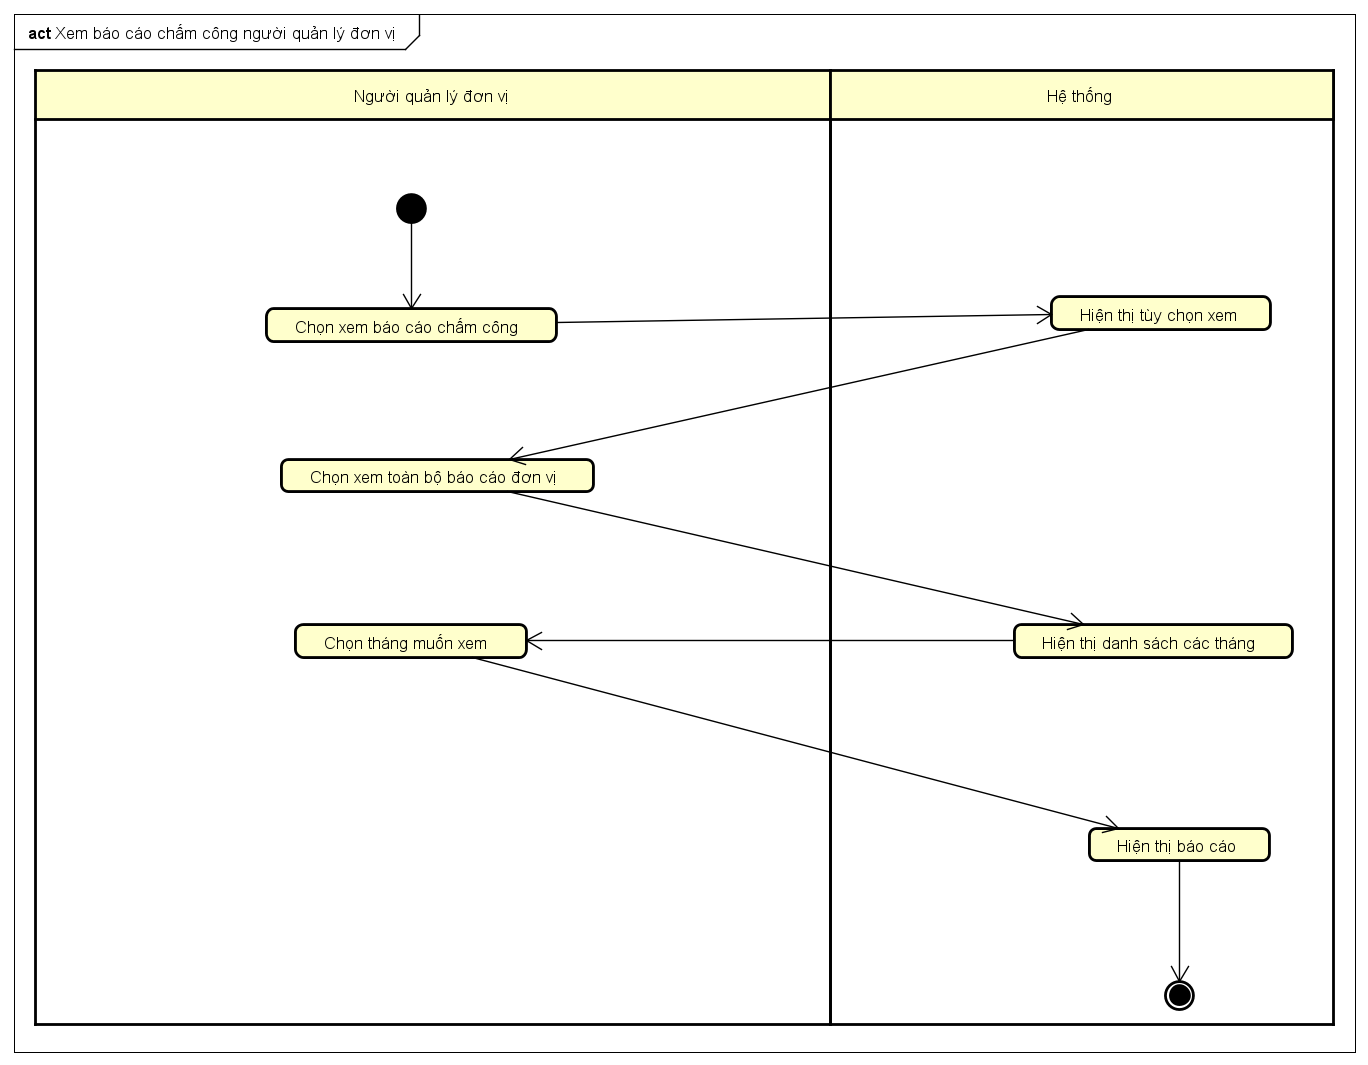 act Xem báo cáo chấm công người quản lý đơn vị
Người quản lý đơn vị
Hệ thống
Chọn xem báo cáo chấm công
Hiện thị tùy chọn xem
Chọn xem toàn bộ báo cáo đơn vị
Chọn tháng muốn xem
Hiện thị danh sách các tháng
Hiện thị báo cáo